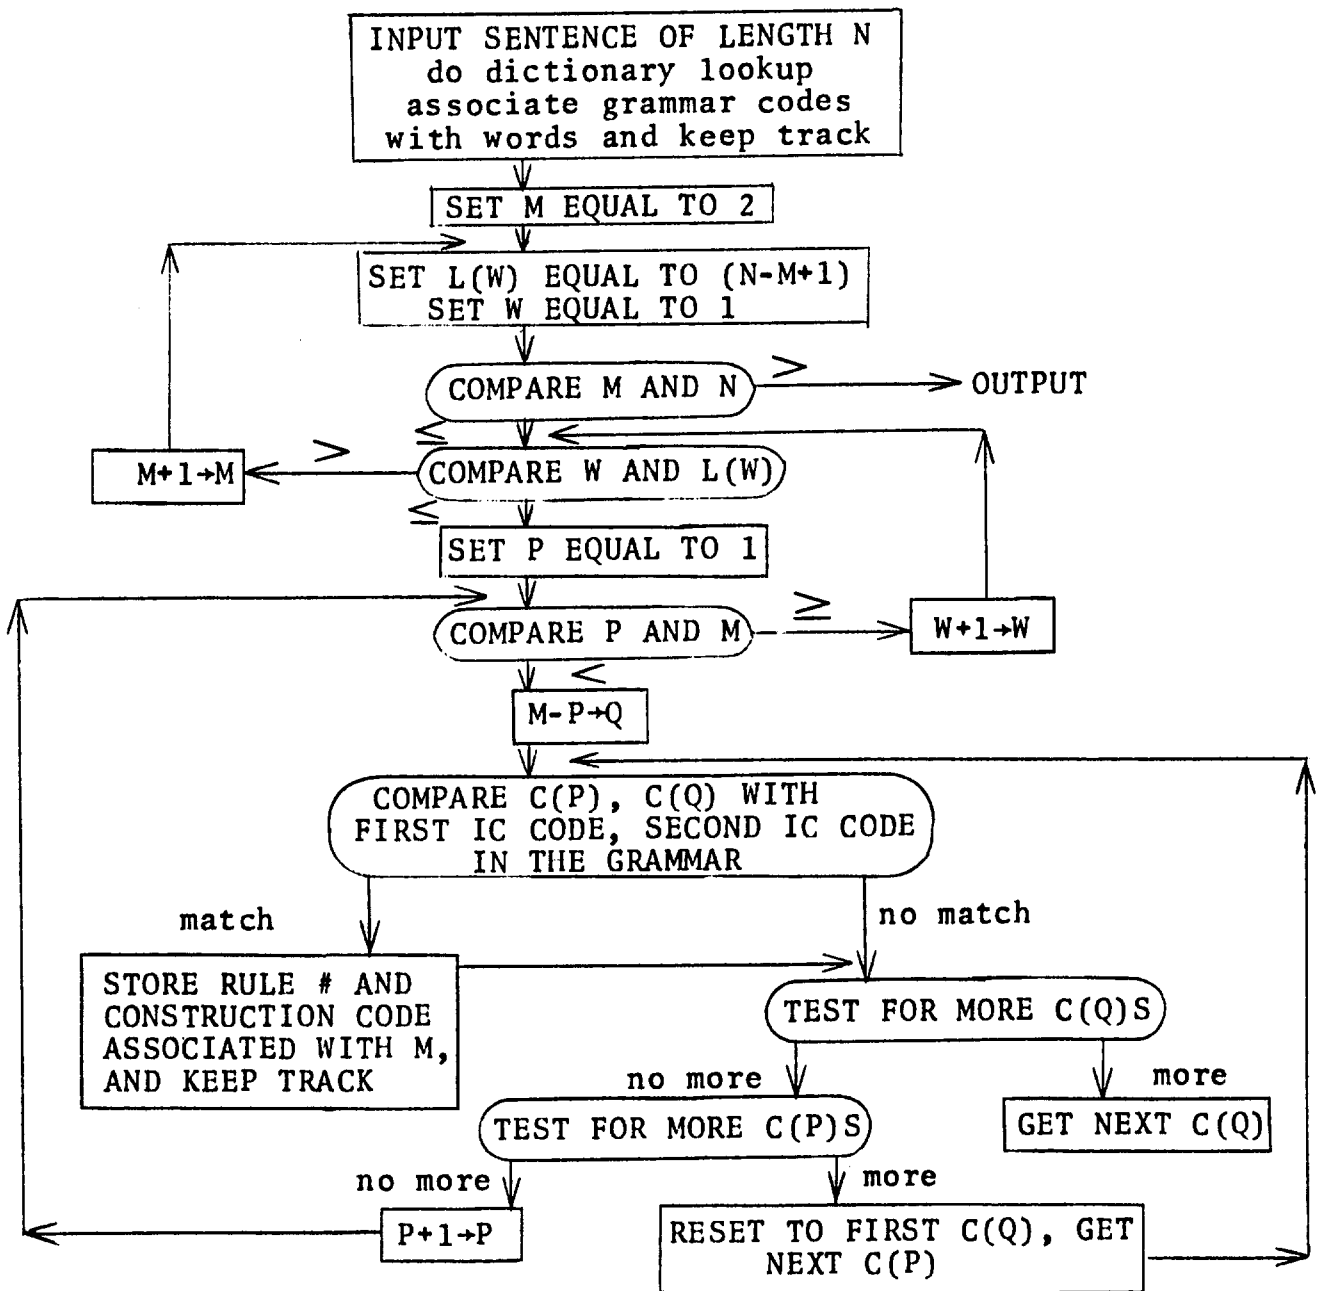 INPUT SENTENCE OF LENGTH N
do dictionary lookup
associate grammar codes
with words and keep track
SET M EQUAL TO 2
SET L(W) EQUAL TO (N-M+1)
SET W EQUAL TO 1
COMPARE M AND N
>
OUTPUT
≤
M+1→M
>
COMPARE W AND L(W)
≤
SET P EQUAL TO 1
COMPARE P AND M
≥
W+1→W
<
M-P→Q
COMPARE C(P), C(Q) WITH
FIRST IC CODE, SECOND IC CODE
IN THE GRAMMAR
match
no match
STORE RULE # AND
CONSTRUCTION CODE
ASSOCIATED WITH M,
AND KEEP TRACK
TEST FOR MORE C(Q)S
no more
more
TEST FOR MORE C(P)S
GET NEXT C(Q)
no more
more
P+1→P
RESET TO FIRST C(Q), GET
NEXT C(P)